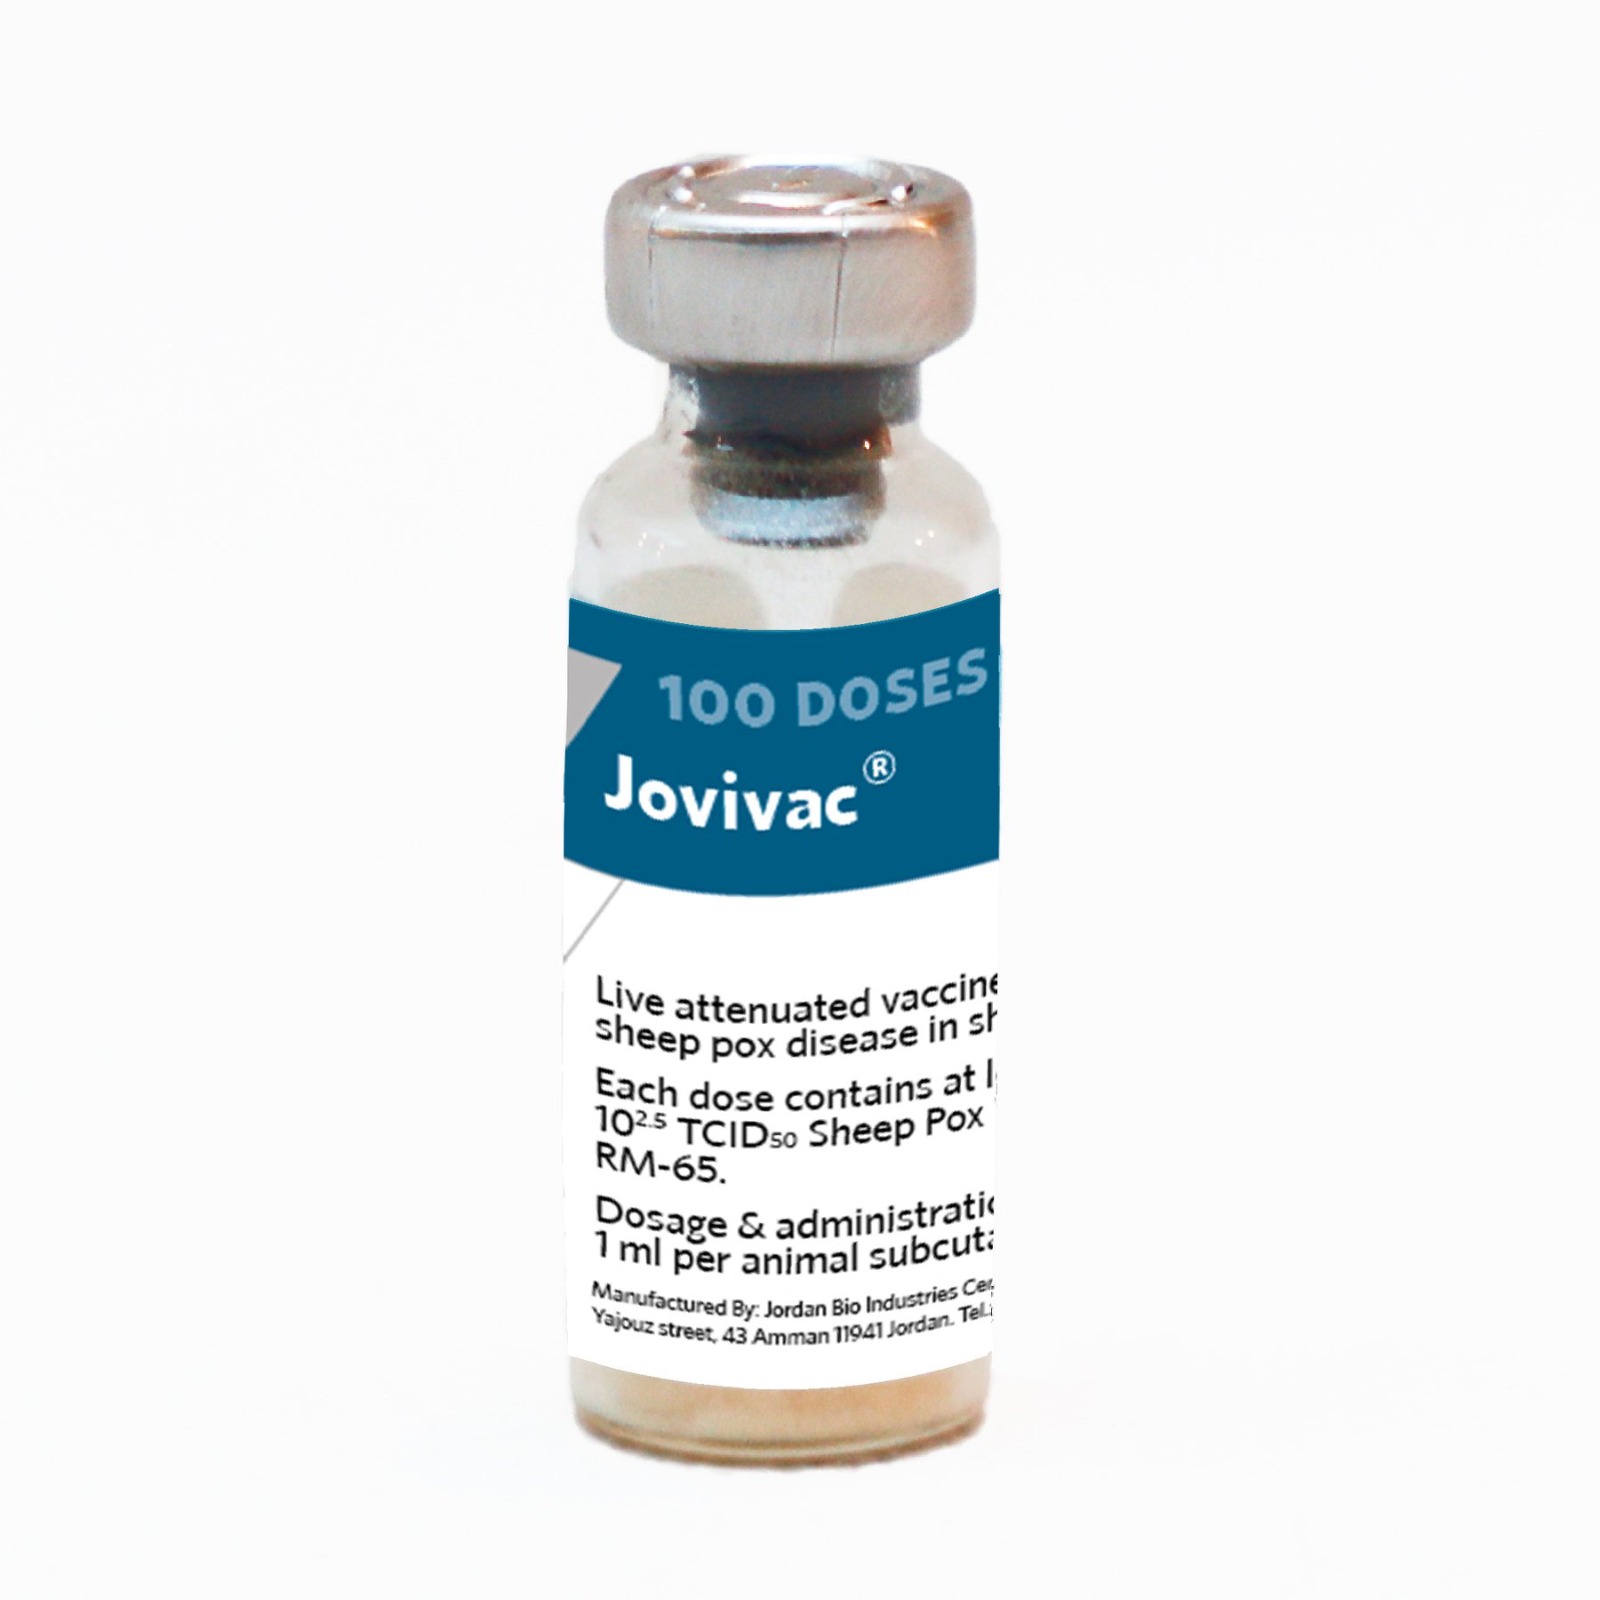 100 DOSES
Jovivac®
Live attenuated vaccine
sheep pox disease in sh
Each dose contains at l
10².⁵ TCID₅₀ Sheep Pox
RM-65.
Dosage & administratio
1 ml per animal subcuta
Manufactured By: Jordan Bio Industries Cen
Yajouz street, 43 Amman 11941 Jordan. Tel.